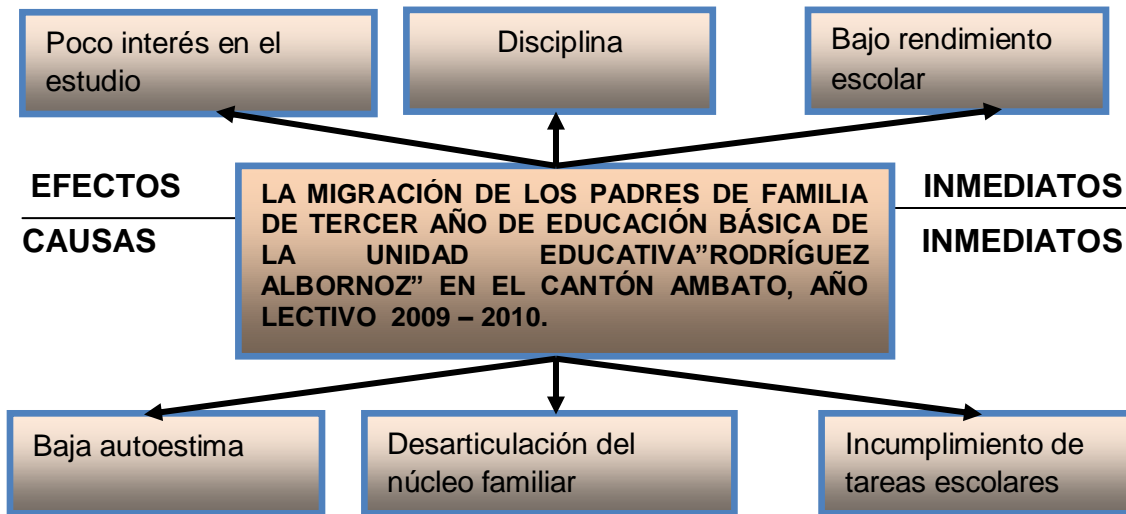 Poco interés en el
estudio
Disciplina
Bajo rendimiento
escolar
EFECTOS
INMEDIATOS
CAUSAS
INMEDIATOS
LA MIGRACIÓN DE LOS PADRES DE FAMILIA
DE TERCER AÑO DE EDUCACIÓN BÁSICA DE
LA UNIDAD EDUCATIVA”RODRÍGUEZ
ALBORNOZ” EN EL CANTÓN AMBATO, AÑO
LECTIVO 2009 – 2010.
Baja autoestima
Desarticulación del
núcleo familiar
Incumplimiento de
tareas escolares